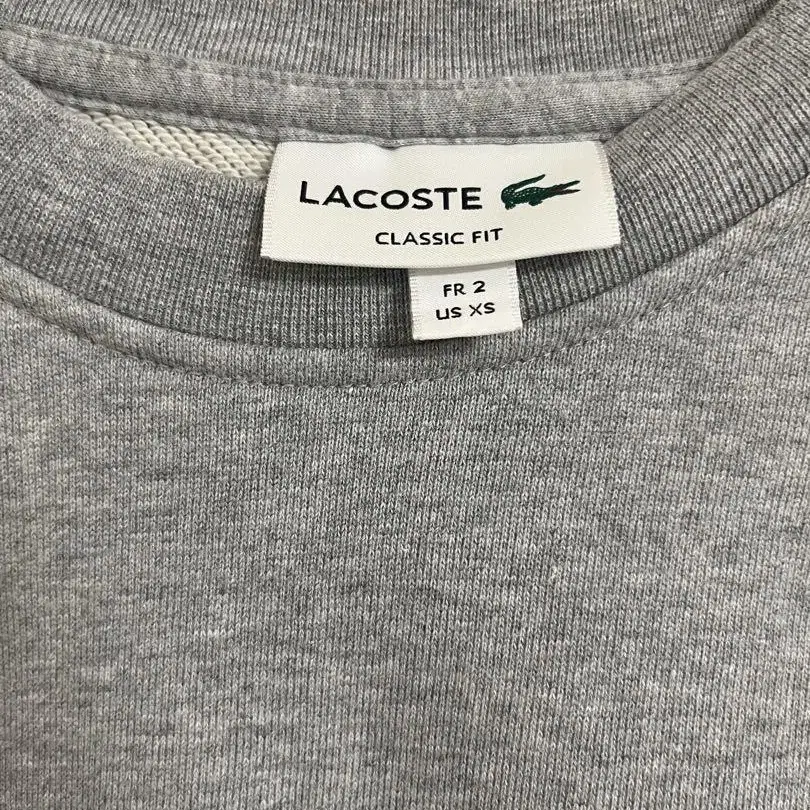 LACOSTE
CLASSIC FIT
FR 2
US XS